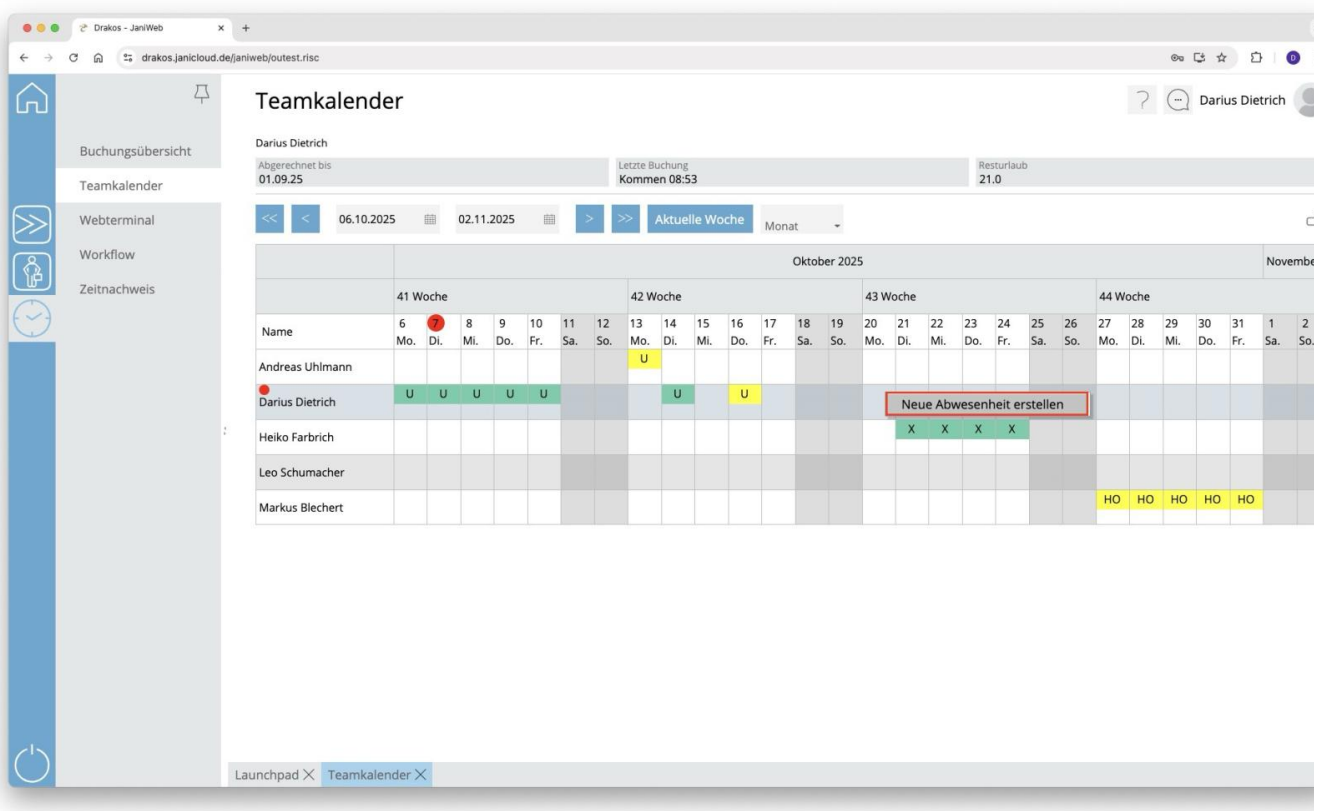 Drakos - JaniWeb
drakos.janicloud.de/janiweb/outest.risc
D
Teamkalender
? Darius Dietrich
Buchungsübersicht
Teamkalender
Webterminal
Workflow
Zeitnachweis
Darius Dietrich
Abgerechnet bis Letzte Buchung Resturlaub
01.09.25 Kommen 08:53 21.0
<< < 06.10.2025 02.11.2025 > >> Aktuelle Woche Monat
Oktober 2025 Novembe
41 Woche 42 Woche 43 Woche 44 Woche
Name
6 7 8 9 10 11 12 13 14 15 16 17 18 19 20 21 22 23 24 25 26 27 28 29 30 31 1 2
Mo. Di. Mi. Do. Fr. Sa. So. Mo. Di. Mi. Do. Fr. Sa. So. Mo. Di. Mi. Do. Fr. Sa. So. Mo. Di. Mi. Do. Fr. Sa. So.
Andreas Uhlmann U
Darius Dietrich U U U U U U U
Neue Abwesenheit erstellen
Heiko Farbrich X X X X
Leo Schumacher
Markus Blechert HO HO HO HO HO
Launchpad Teamkalender